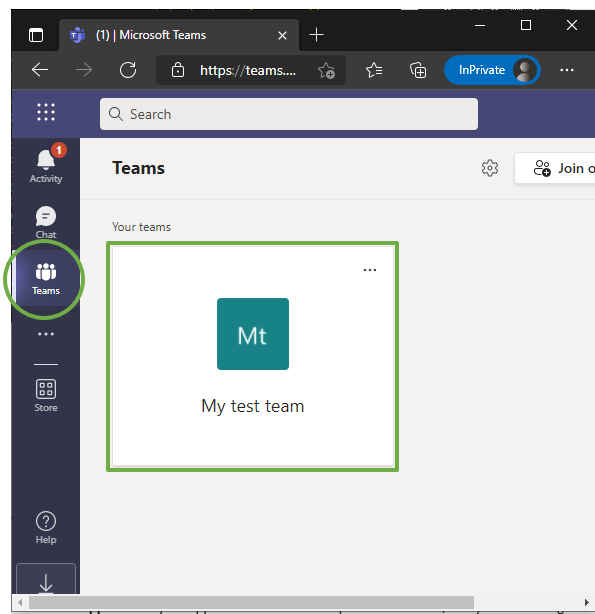 (1) | Microsoft Teams
https://teams....
InPrivate
Search
1
Activity
Chat
Teams
Store
Help
Teams
Join o
Your teams
Mt
My test team